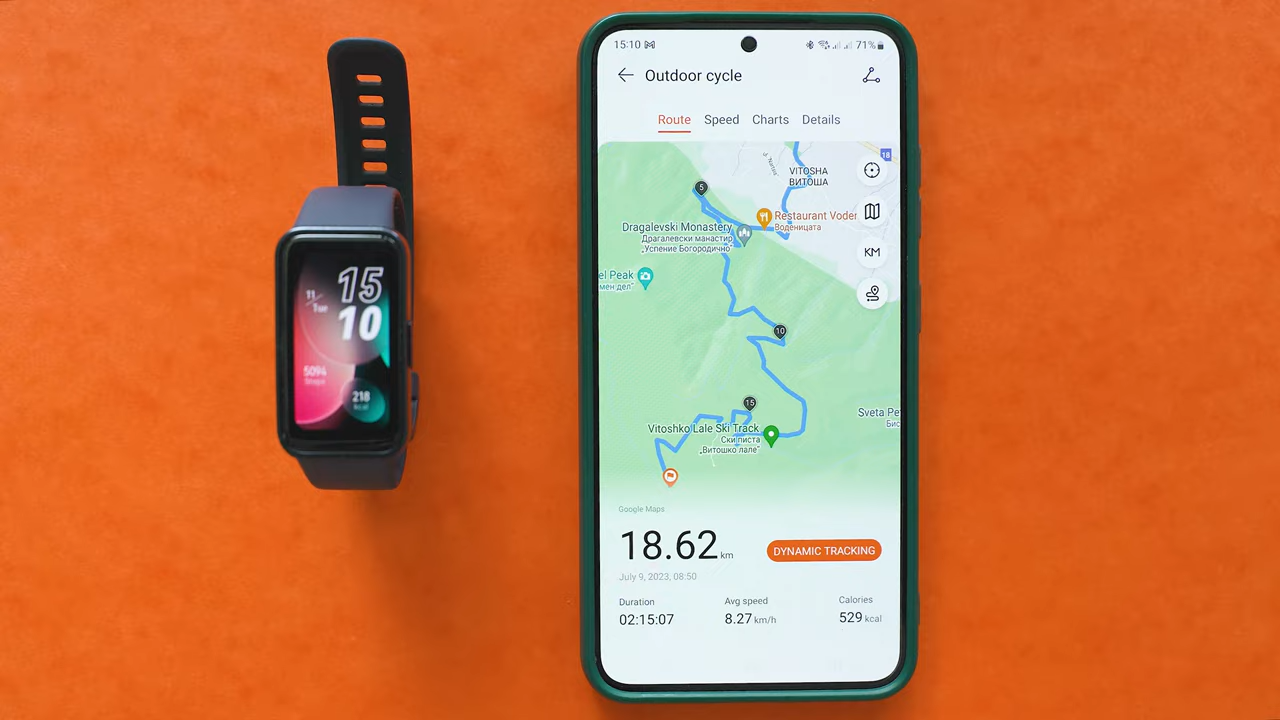 15
11
Tue
10
5094
Steps
218
kcal
15:10
71%
Outdoor cycle
Route Speed Charts Details
18
VITOSHA
ВИТОША
5
Restaurant Voden
Воденицата
Dragalevski Monastery
Драгалевски манастир
„Успение Богородично“
KM
el Peak
мен дел“
10
15
Sveta Pe
Бис
Vitoshko Lale Ski Track
Ски писта
„Витошко лале“
Google Maps
18.62 km
DYNAMIC TRACKING
July 9, 2023, 08:50
Duration Avg speed Calories
02:15:07 8.27 km/h 529 kcal